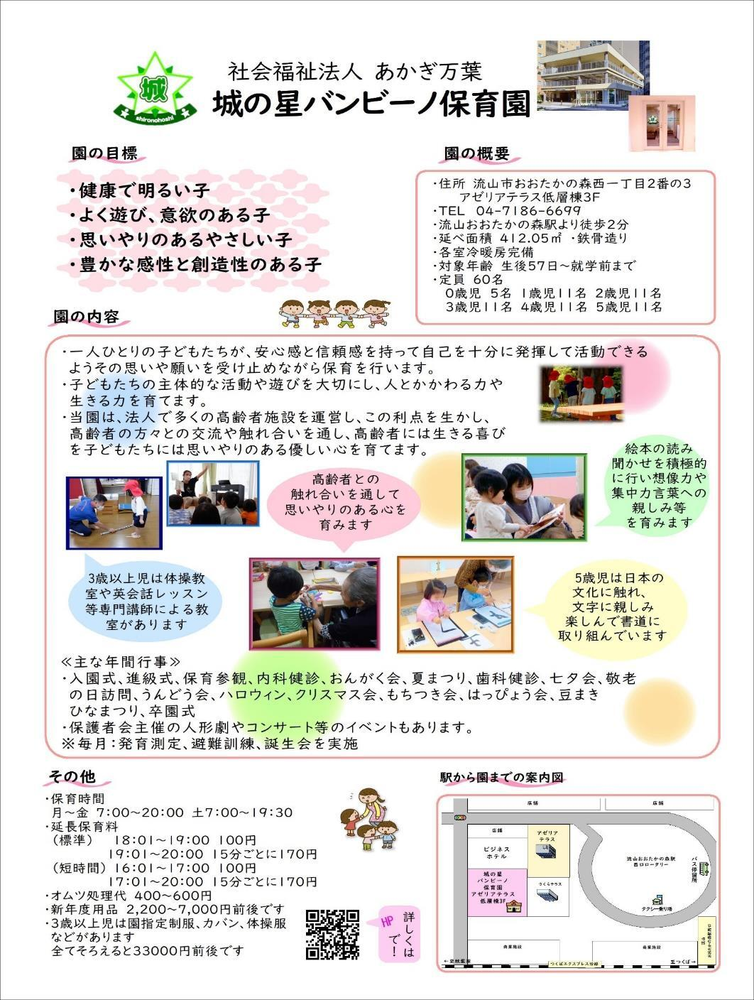 城
shironohoshi
社会福祉法人 あかぎ万葉
城の星バンビーノ保育園
園の目標
・健康で明るい子
・よく遊び、意欲のある子
・思いやりのあるやさしい子
・豊かな感性と創造性のある子
園の概要
・住所 流山市おおたかの森西一丁目2番の3
アゼリアテラス低層棟3F
・TEL 04-7186-6699
・流山おおたかの森駅より徒歩2分
・延べ面積 412.05㎡ ・鉄骨造り
・各室冷暖房完備
・対象年齢 生後57日～就学前まで
・定員 60名
0歳児 5名 1歳児11名 2歳児11名
3歳児11名 4歳児11名 5歳児11名
園の内容
・一人ひとりの子どもたちが、安心感と信頼感を持って自己を十分に発揮して活動できる
ようその思いや願いを受け止めながら保育を行います。
・子どもたちの主体的な活動や遊びを大切にし、人とかかわる力や
生きる力を育てます。
・当園は、法人で多くの高齢者施設を運営し、この利点を生かし、
高齢者の方々との交流や触れ合いを通し、高齢者には生きる喜び
を子どもたちには思いやりのある優しい心を育てます。
高齢者との
触れ合いを通して
思いやりのある心を
育みます
絵本の読み
聞かせを積極的
に行い想像力や
集中力言葉への
親しみ等
を育みます
3歳以上児は体操教
室や英会話レッスン
等専門講師による教
室があります
5歳児は日本の
文化に触れ、
文字に親しみ
楽しんで書道に
取り組んでいます
≪主な年間行事≫
・入園式、進級式、保育参観、内科健診、おんがく会、夏まつり、歯科健診、七夕会、敬老
の日訪問、うんどう会、ハロウィン、クリスマス会、もちつき会、はっぴょう会、豆まき
ひなまつり、卒園式
・保護者会主催の人形劇やコンサート等のイベントもあります。
※毎月：発育測定、避難訓練、誕生会を実施
その他
・保育時間
月～金 7:00～20:00 土7:00～19:30
・延長保育料
（標準） 18:01～19:00 100円
19:01～20:00 15分ごとに170円
（短時間） 16:01～17:00 100円
17:01～20:00 15分ごとに170円
・オムツ処理代 400～600円
・新年度用品 2,200～7,000円前後です
・3歳以上児は園指定制服、カバン、体操服
などがあります
全てそろえると33000円前後です
詳しくは
HPで！
駅から園までの案内図
店舗
店舗
店舗
アゼリア
テラス
ビジネス
ホテル
城の星
バンビーノ
保育園
アゼリアテラス
低層棟3F
さくらテラス
流山おおたかの森駅
西口ロータリー
バス停留所
タクシー乗り場
商業施設
商業施設
流山
おおたかの森駅西口
←至秋葉原
つくばエクスプレス沿線
至つくば→